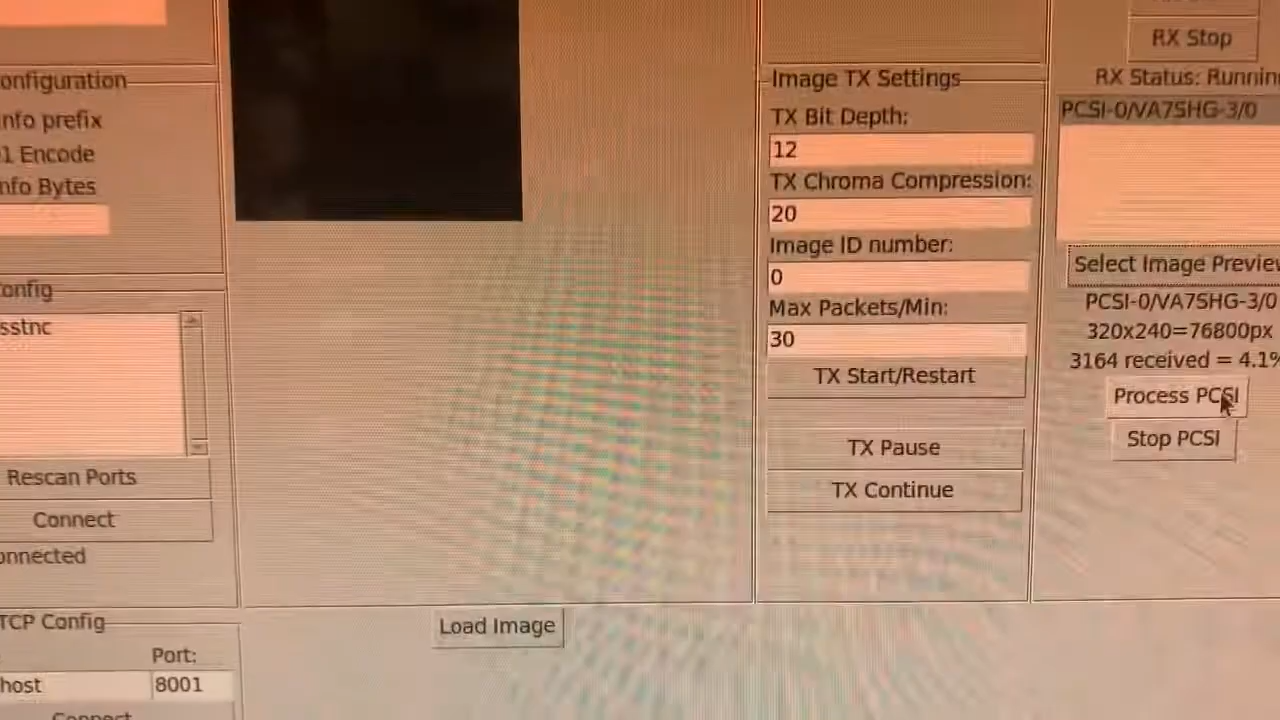 onfiguration
nfo prefix
1 Encode
nfo Bytes
onfig
sstnc
Rescan Ports
Connect
onnected
TCP Config
Port:
host
8001
Connect
Load Image
Image TX Settings
TX Bit Depth:
12
TX Chroma Compression:
20
Image ID number:
0
Max Packets/Min:
30
TX Start/Restart
TX Pause
TX Continue
RX Stop
RX Status: Runnin
PCSI-0/VA7SHG-3/0
Select Image Preview
PCSI-0/VA7SHG-3/0
320x240=76800px
3164 received = 4.1%
Process PCSI
Stop PCSI